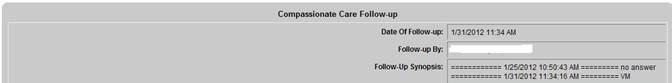 Compassionate Care Follow-up
Date Of Follow-up: 1/31/2012 11:34 AM
Follow-up By:
Follow-Up Synopsis: ============ 1/25/2012 10:50:43 AM ========= no answer
============ 1/31/2012 11:34:16 AM ========= VM